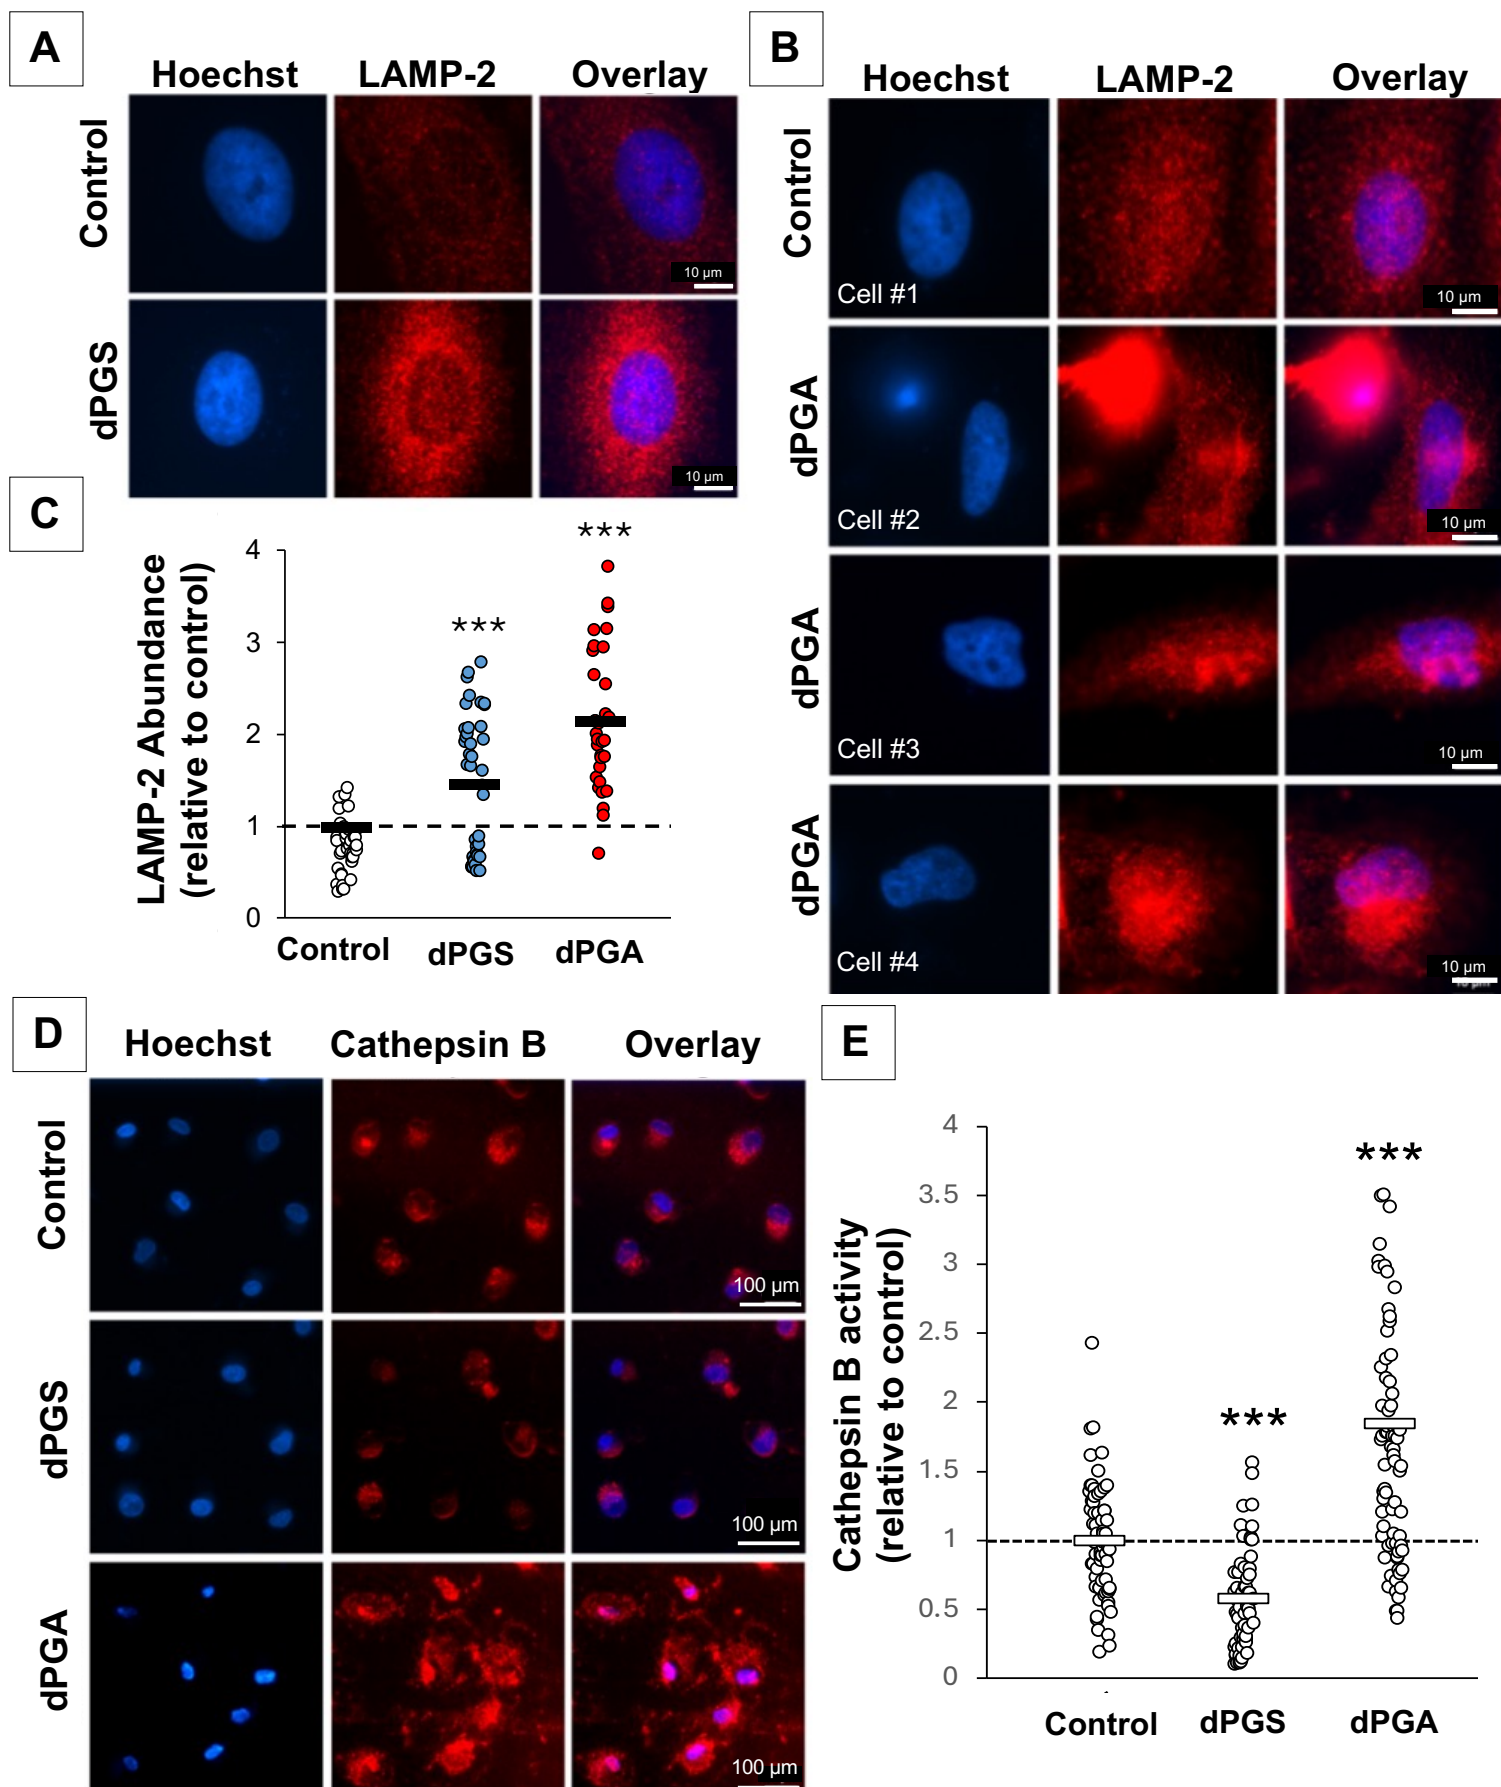 A
Hoechst LAMP-2 Overlay
Control
10 µm
dPGS
10 µm
B
Hoechst LAMP-2 Overlay
Control
Cell #1
10 µm
dPGA
Cell #2
10 µm
dPGA
Cell #3
10 µm
dPGA
Cell #4
10 µm
C
LAMP-2 Abundance
(relative to control)
4
3
2
1
0
***
***
Control dPGS dPGA
D
Hoechst Cathepsin B Overlay
Control
100 µm
dPGS
100 µm
dPGA
100 µm
E
Cathepsin B activity
(relative to control)
4
3.5
3
2.5
2
1.5
1
0.5
0
***
***
Control dPGS dPGA